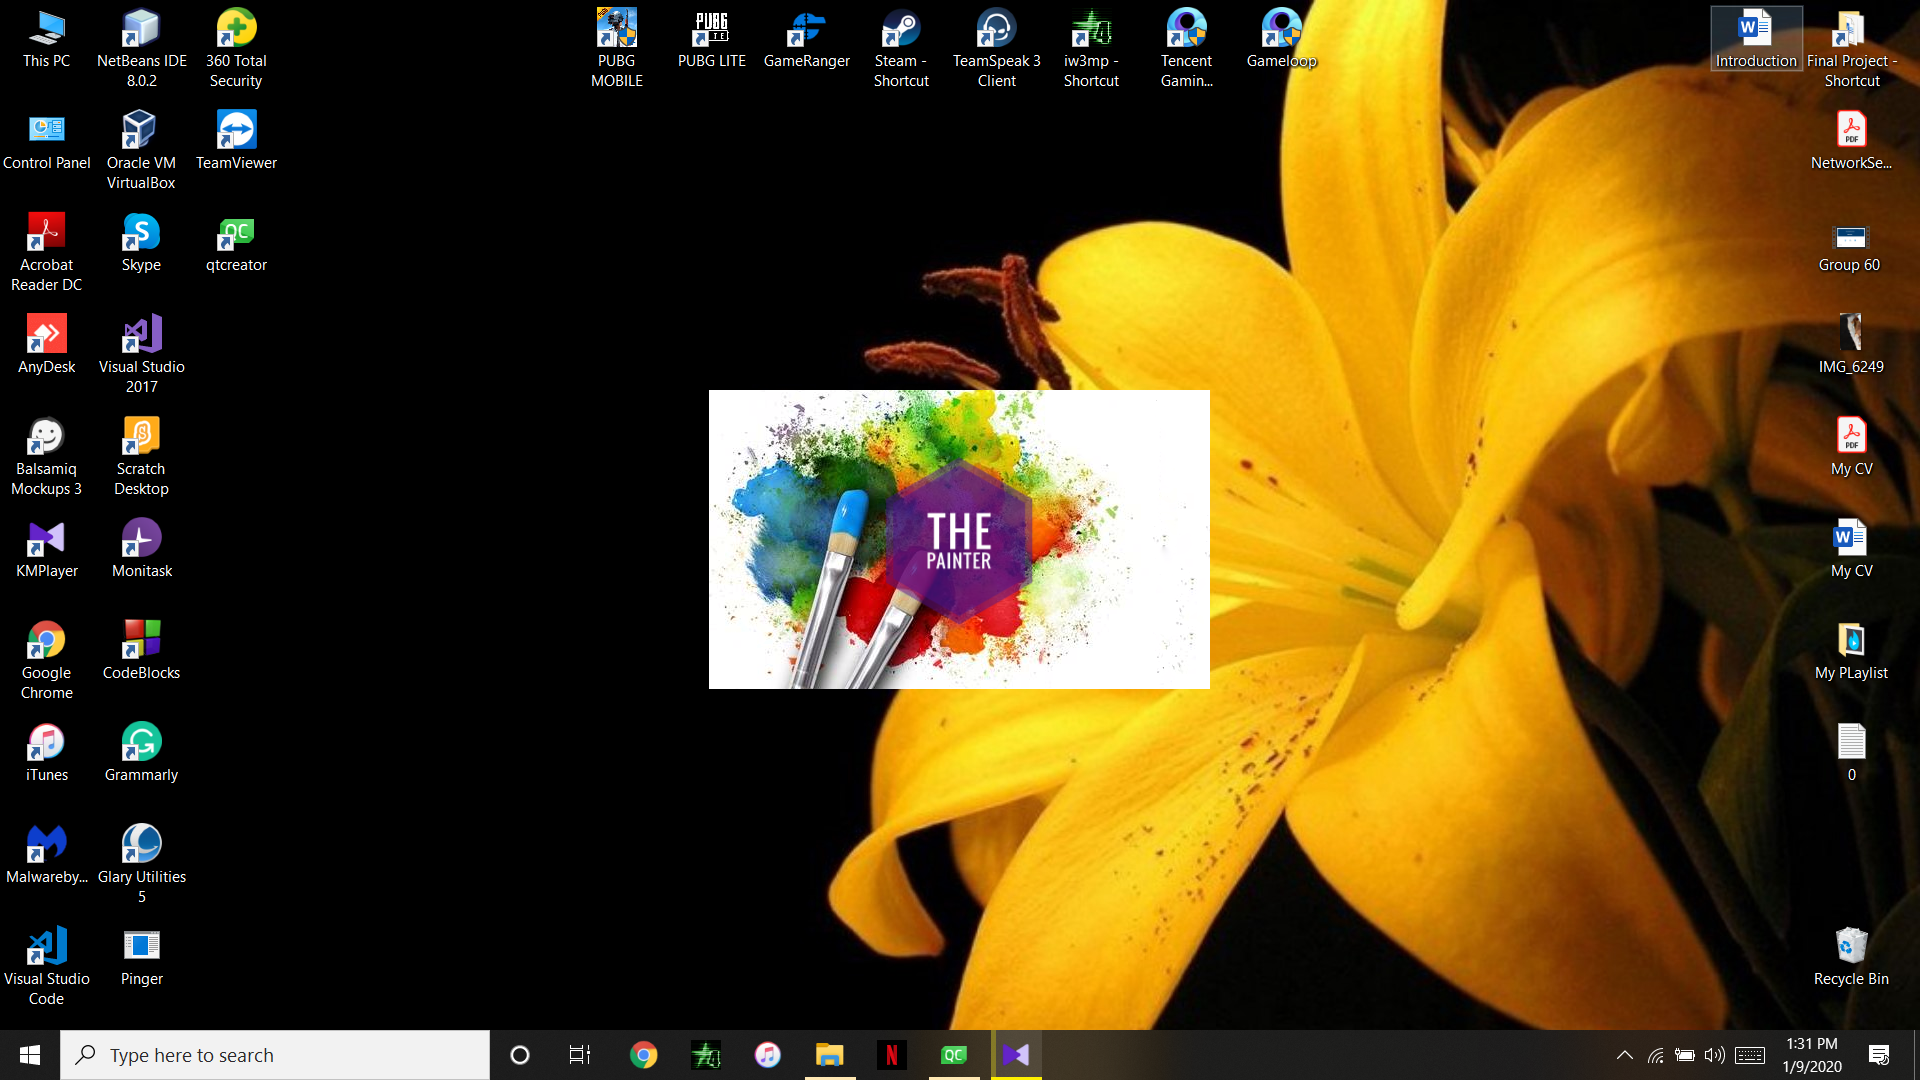 This PC
NetBeans IDE
8.0.2
360 Total
Security
PUBG
MOBILE
PUBG LITE
GameRanger
Steam -
Shortcut
TeamSpeak 3
Client
iw3mp -
Shortcut
Tencent
Gamin...
Gameloop
Introduction
Final Project -
Shortcut
Control Panel
Oracle VM
VirtualBox
TeamViewer
PDF
NetworkSe...
Acrobat
Reader DC
Skype
QC
qtcreator
Group 60
AnyDesk
Visual Studio
2017
IMG_6249
Balsamiq
Mockups 3
Scratch
Desktop
PDF
My CV
THE
PAINTER
KMPlayer
Monitask
W
My CV
Google
Chrome
CodeBlocks
My PLaylist
iTunes
Grammarly
0
Malwareby...
Glary Utilities
5
Visual Studio
Code
Pinger
Recycle Bin
Type here to search
N
QC
1:31 PM
1/9/2020